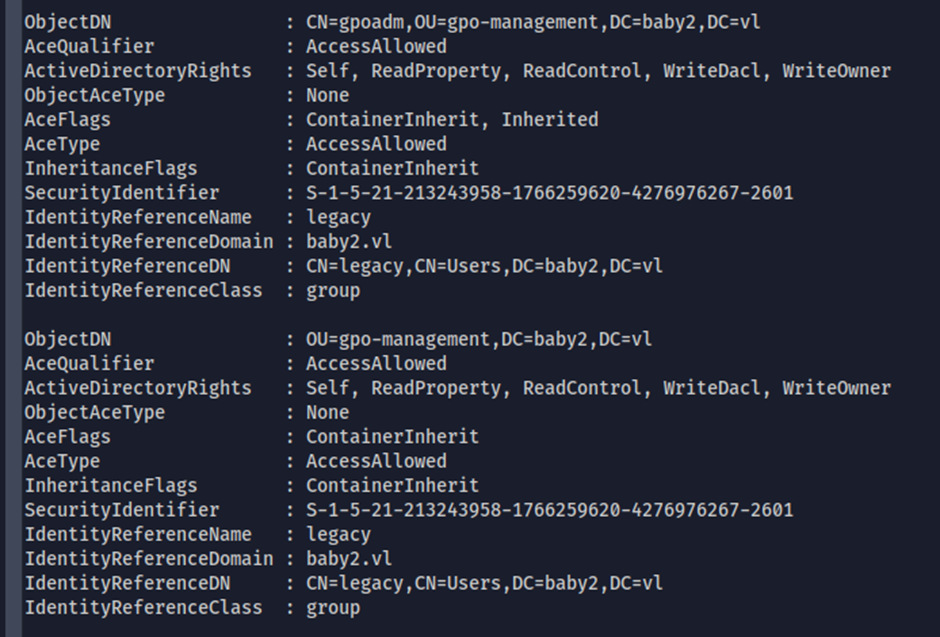 ObjectDN : CN=gpoadm,OU=gpo-management,DC=baby2,DC=vl
AceQualifier : AccessAllowed
ActiveDirectoryRights : Self, ReadProperty, ReadControl, WriteDacl, WriteOwner
ObjectAceType : None
AceFlags : ContainerInherit, Inherited
AceType : AccessAllowed
InheritanceFlags : ContainerInherit
SecurityIdentifier : S-1-5-21-213243958-1766259620-4276976267-2601
IdentityReferenceName : legacy
IdentityReferenceDomain : baby2.vl
IdentityReferenceDN : CN=legacy,CN=Users,DC=baby2,DC=vl
IdentityReferenceClass : group

ObjectDN : OU=gpo-management,DC=baby2,DC=vl
AceQualifier : AccessAllowed
ActiveDirectoryRights : Self, ReadProperty, ReadControl, WriteDacl, WriteOwner
ObjectAceType : None
AceFlags : ContainerInherit
AceType : AccessAllowed
InheritanceFlags : ContainerInherit
SecurityIdentifier : S-1-5-21-213243958-1766259620-4276976267-2601
IdentityReferenceName : legacy
IdentityReferenceDomain : baby2.vl
IdentityReferenceDN : CN=legacy,CN=Users,DC=baby2,DC=vl
IdentityReferenceClass : group